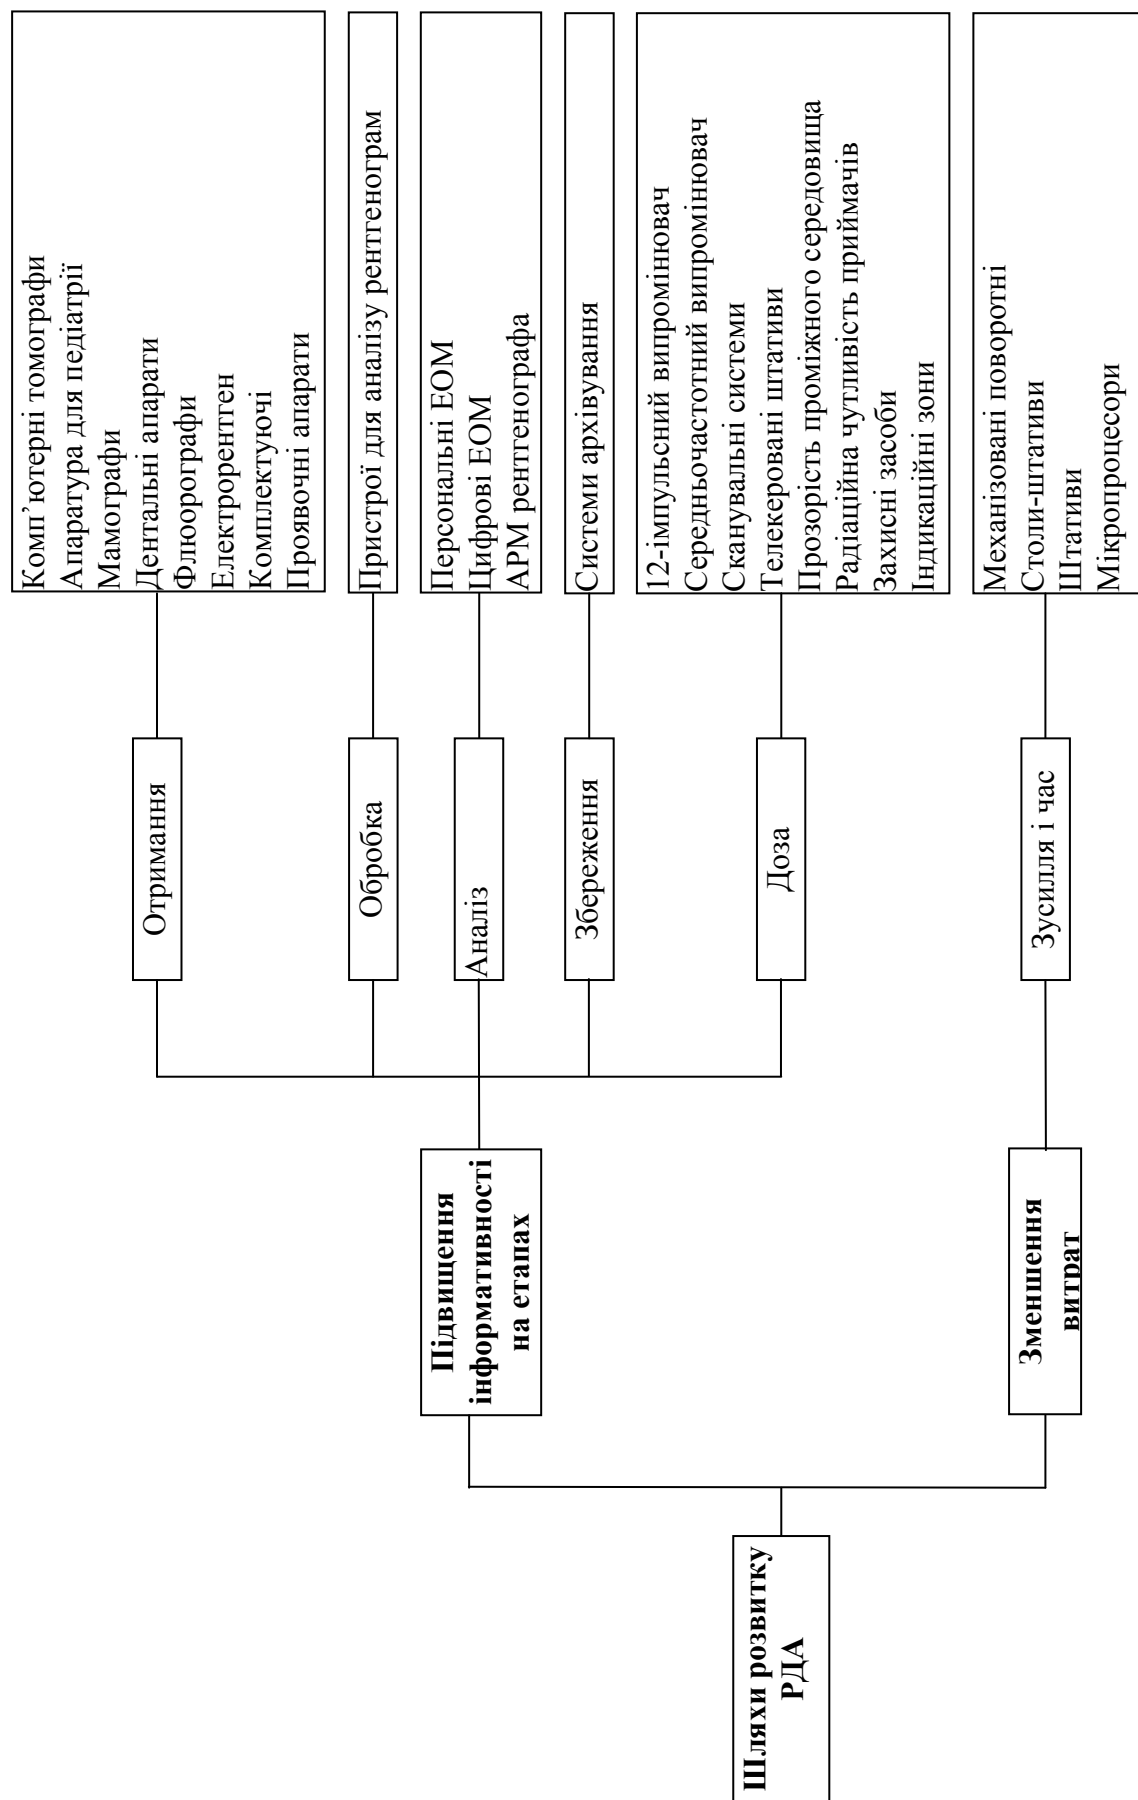 Шляхи розвитку
РДА
Підвищення
інформативності
на етапах
Зменшення
витрат
Отримання
Обробка
Аналіз
Збереження
Доза
Зусилля і час
Комп’ютерні томографи
Апаратура для педіатрії
Мамографи
Дентальні апарати
Флюорографи
Електрорентген
Комплектуючі
Проявочні апарати
Пристрої для аналізу рентгенограм
Персональні ЕОМ
Цифрові ЕОМ
АРМ рентгенографа
Системи архівування
12-імпульсний випромінювач
Середньочастотний випромінювач
Сканувальні системи
Телекеровані штативи
Прозорість проміжного середовища
Радіаційна чутливість приймачів
Захисні засоби
Індикаційні зони
Механізовані поворотні
Столи-штативи
Штативи
Мікропроцесори